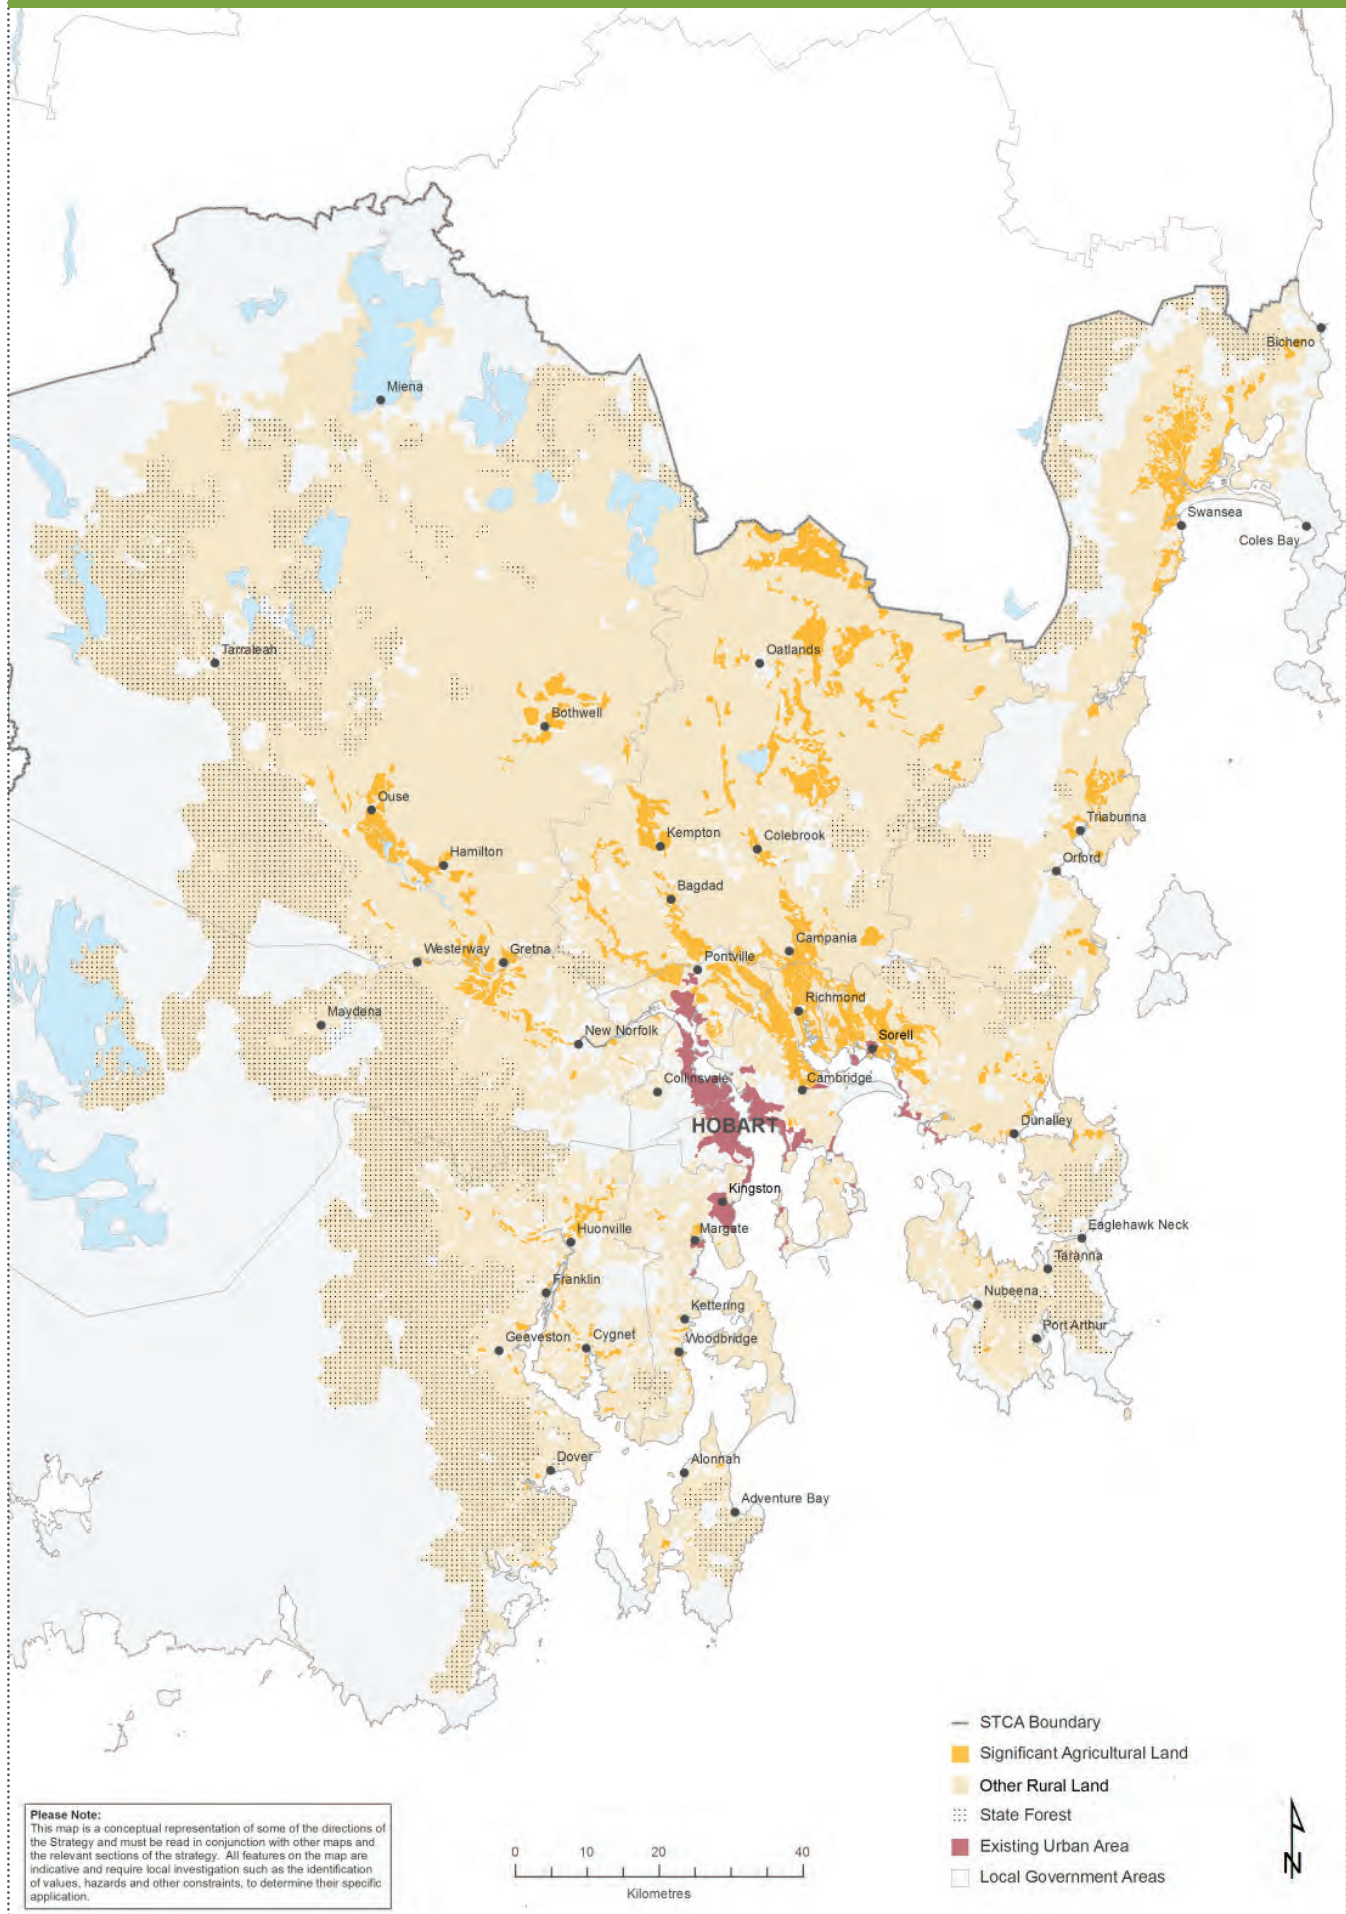 Bicheno
Miena
Swansea
Coles Bay
Tarraleah
Oatlands
Bothwell
Ouse
Triabunna
Kempton
Colebrook
Hamilton
Orford
Bagdad
Campania
Westerway
Gretna
Pontville
Richmond
Maydena
New Norfolk
Sorell
Collinsvale
Cambridge
Dunalley
HOBART
Kingston
Eaglehawk Neck
Huonville
Margate
Taranna
Franklin
Nubeena
Kettering
Port Arthur
Geeveston
Cygnet
Woodbridge
Dover
Alonnah
Adventure Bay
STCA Boundary
Significant Agricultural Land
Other Rural Land
State Forest
Existing Urban Area
Local Government Areas
Please Note:
This map is a conceptual representation of some of the directions of
the Strategy and must be read in conjunction with other maps and
the relevant sections of the strategy. All features on the map are
indicative and require local investigation such as the identification
of values, hazards and other constraints, to determine their specific
application.
0 10 20 40
Kilometres
N